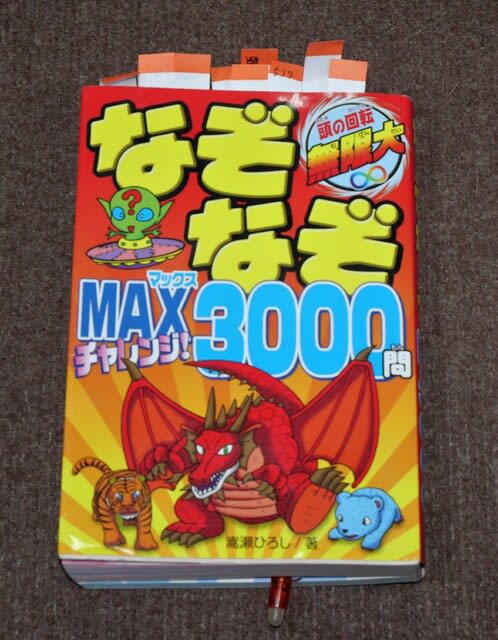 なぞ
なぞ
頭の回転
無限大
マックス
MAX
チャレンジ!
3000問
?
高瀬ひろし/著